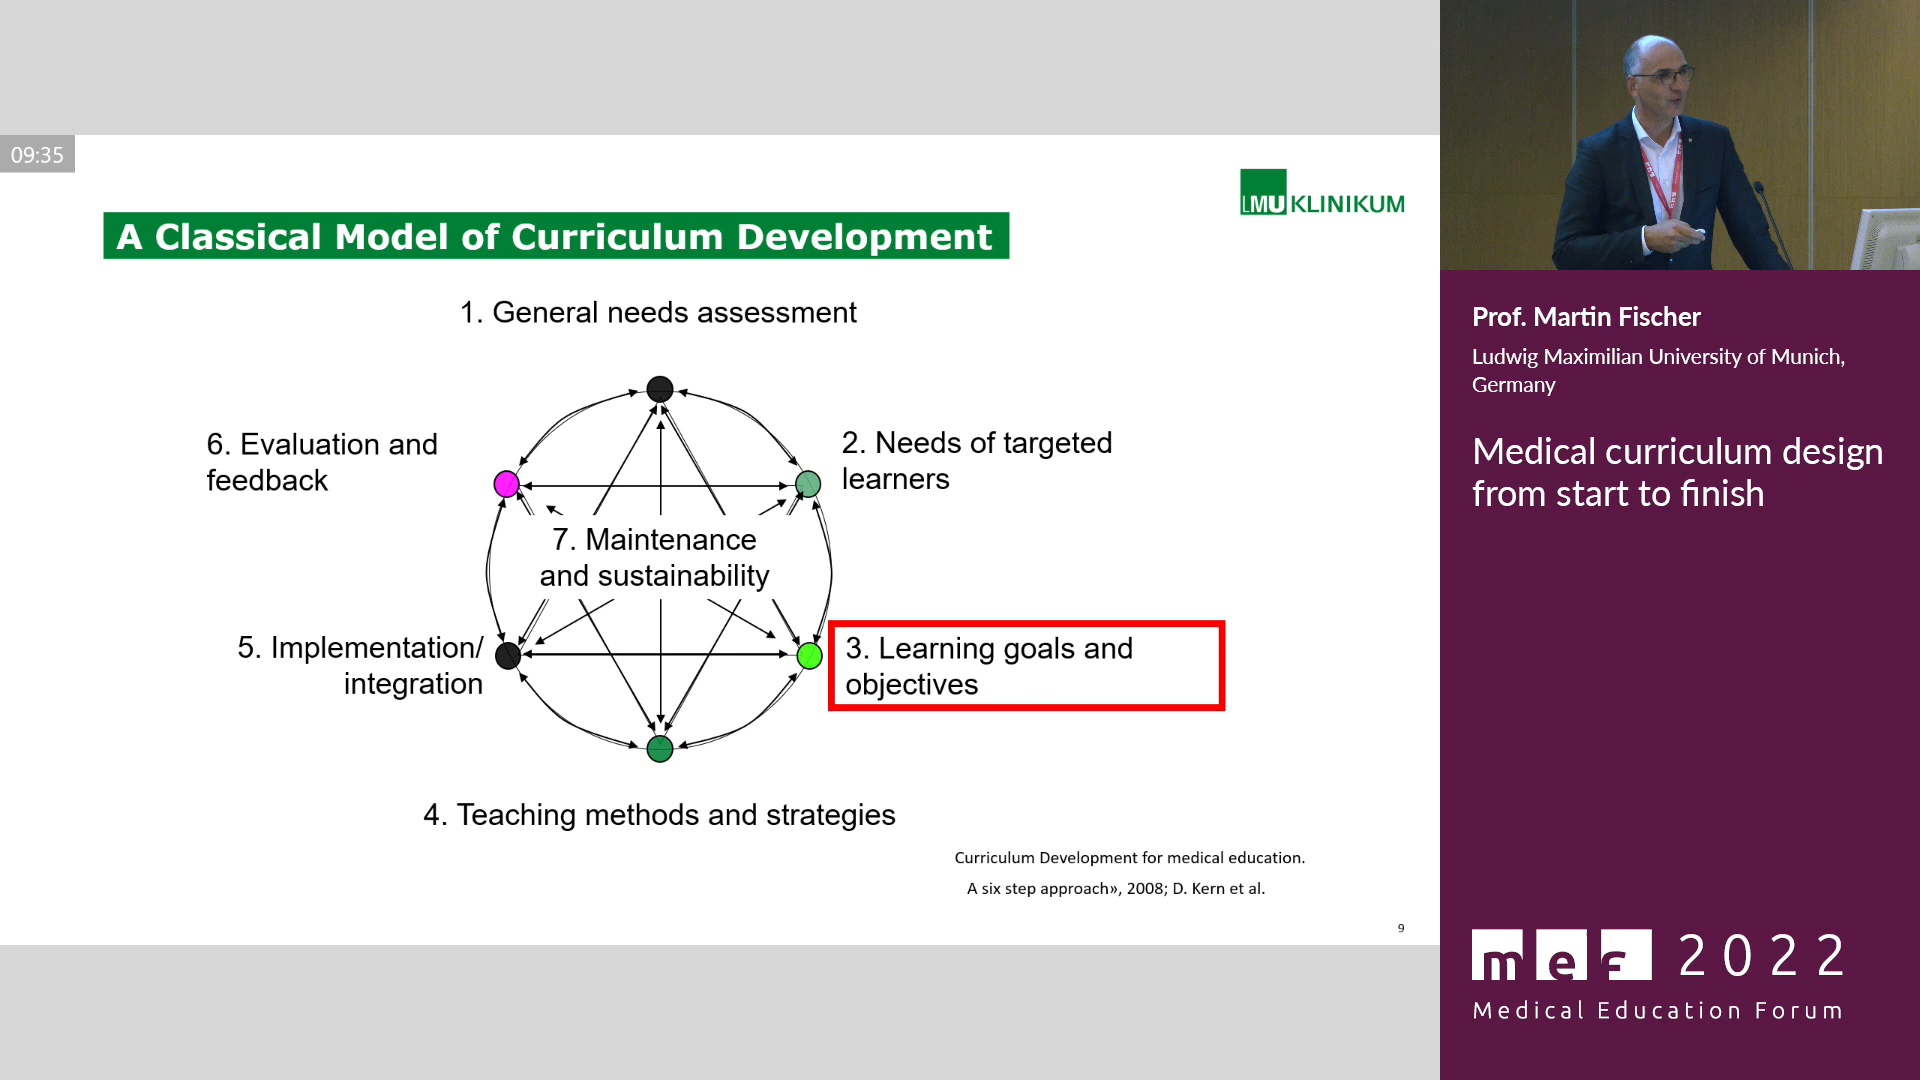 09:35
LMU KLINIKUM
A Classical Model of Curriculum Development
1. General needs assessment
6. Evaluation and
feedback
2. Needs of targeted
learners
7. Maintenance
and sustainability
5. Implementation/
integration
3. Learning goals and
objectives
4. Teaching methods and strategies
Curriculum Development for medical education.
A six step approach», 2008; D. Kern et al.
9
Prof. Martin Fischer
Ludwig Maximilian University of Munich,
Germany
Medical curriculum design
from start to finish
mef 2022
Medical Education Forum